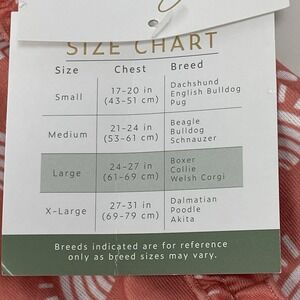 SIZE CHART
Size Chest Breed
Small 17-20 in (43-51 cm) Dachshund English Bulldog Pug
Medium 21-24 in (53-61 cm) Beagle Bulldog Schnauzer
Large 24-27 in (61-69 cm) Boxer Collie Welsh Corgi
X-Large 27-31 in (69-79 cm) Dalmatian Poodle Akita
Breeds indicated are for reference
only as breed sizes may vary.